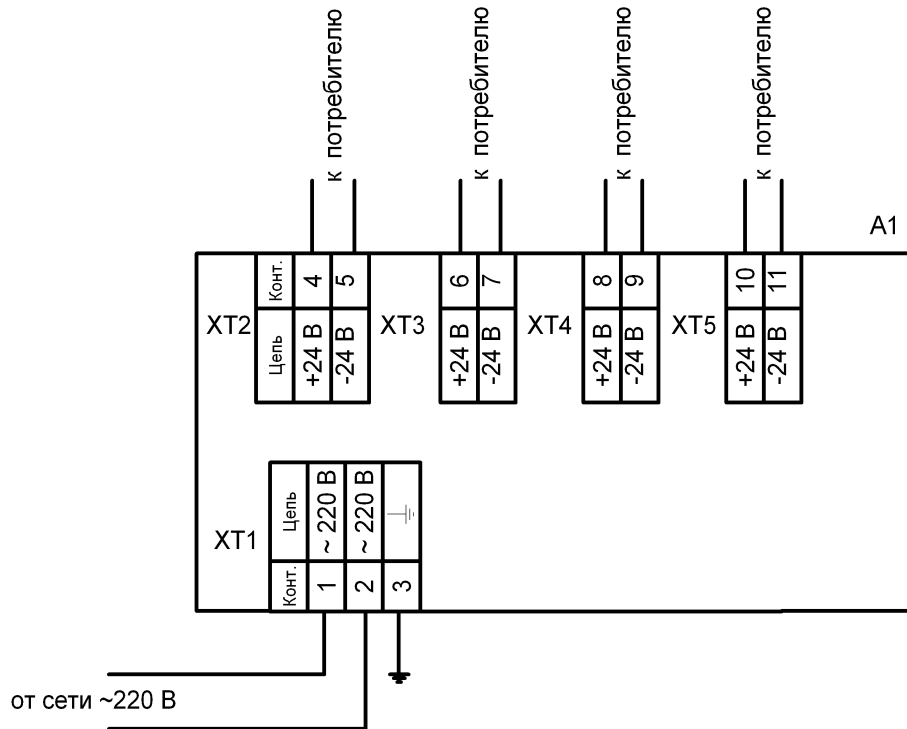 к потребителю
к потребителю
к потребителю
к потребителю
A1
XT2
Конт.
4
5
Цепь
+24 В
-24 В
XT3
6
7
+24 В
-24 В
XT4
8
9
+24 В
-24 В
XT5
10
11
+24 В
-24 В
XT1
Цепь
~ 220 В
~ 220 В
Конт.
1
2
3
от сети ~220 В